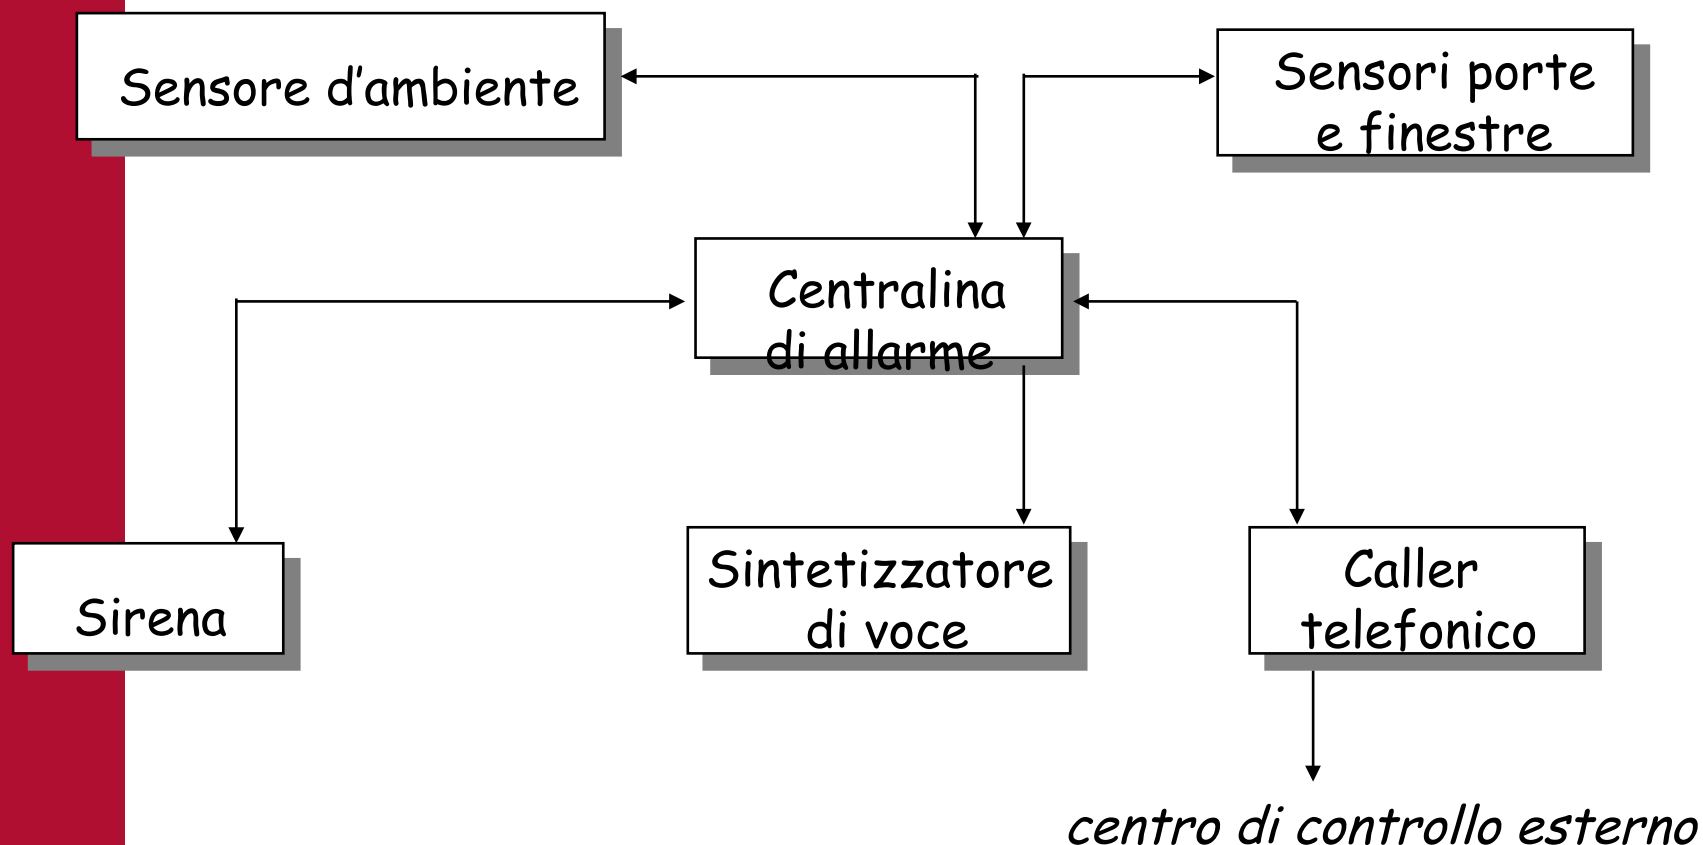 Sensore d’ambiente
Sensori porte
e finestre
Centralina
di allarme
Sirena
Sintetizzatore
di voce
Caller
telefonico
centro di controllo esterno